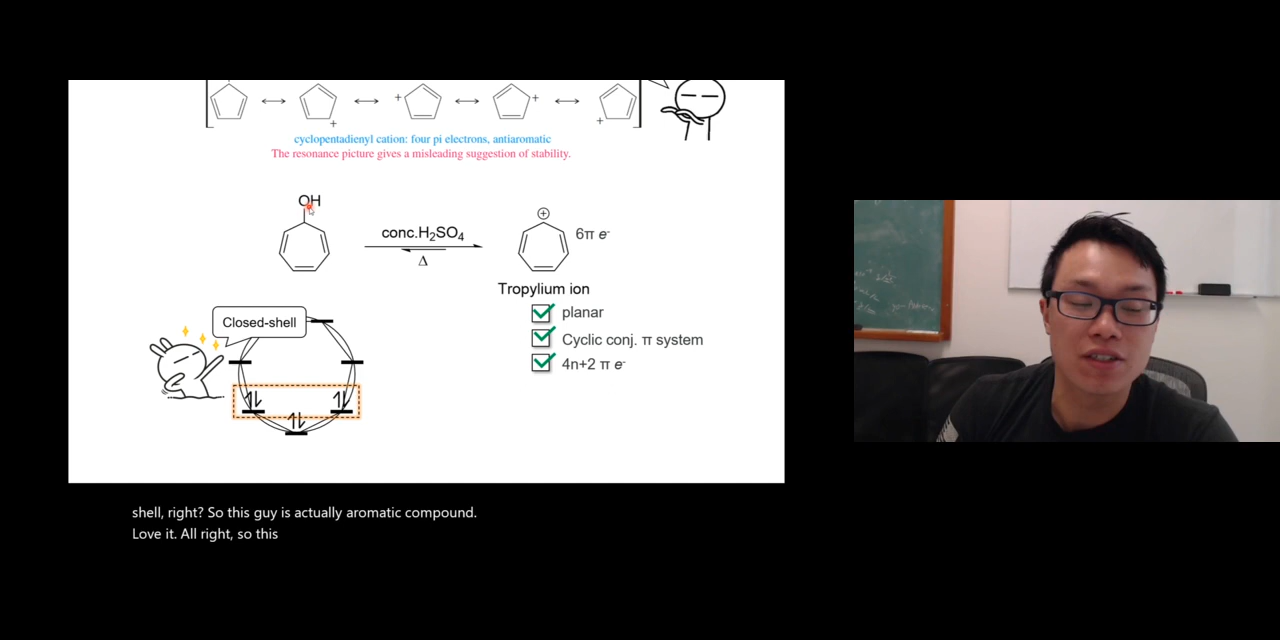 +
+
+
+
cyclopentadienyl cation: four pi electrons, antiaromatic
The resonance picture gives a misleading suggestion of stability.
OH
conc.H₂SO₄
Δ
+
6π e⁻
Tropylium ion
planar
Cyclic conj. π system
4n+2 π e⁻
Closed-shell
shell, right? So this guy is actually aromatic compound.
Love it. All right, so this